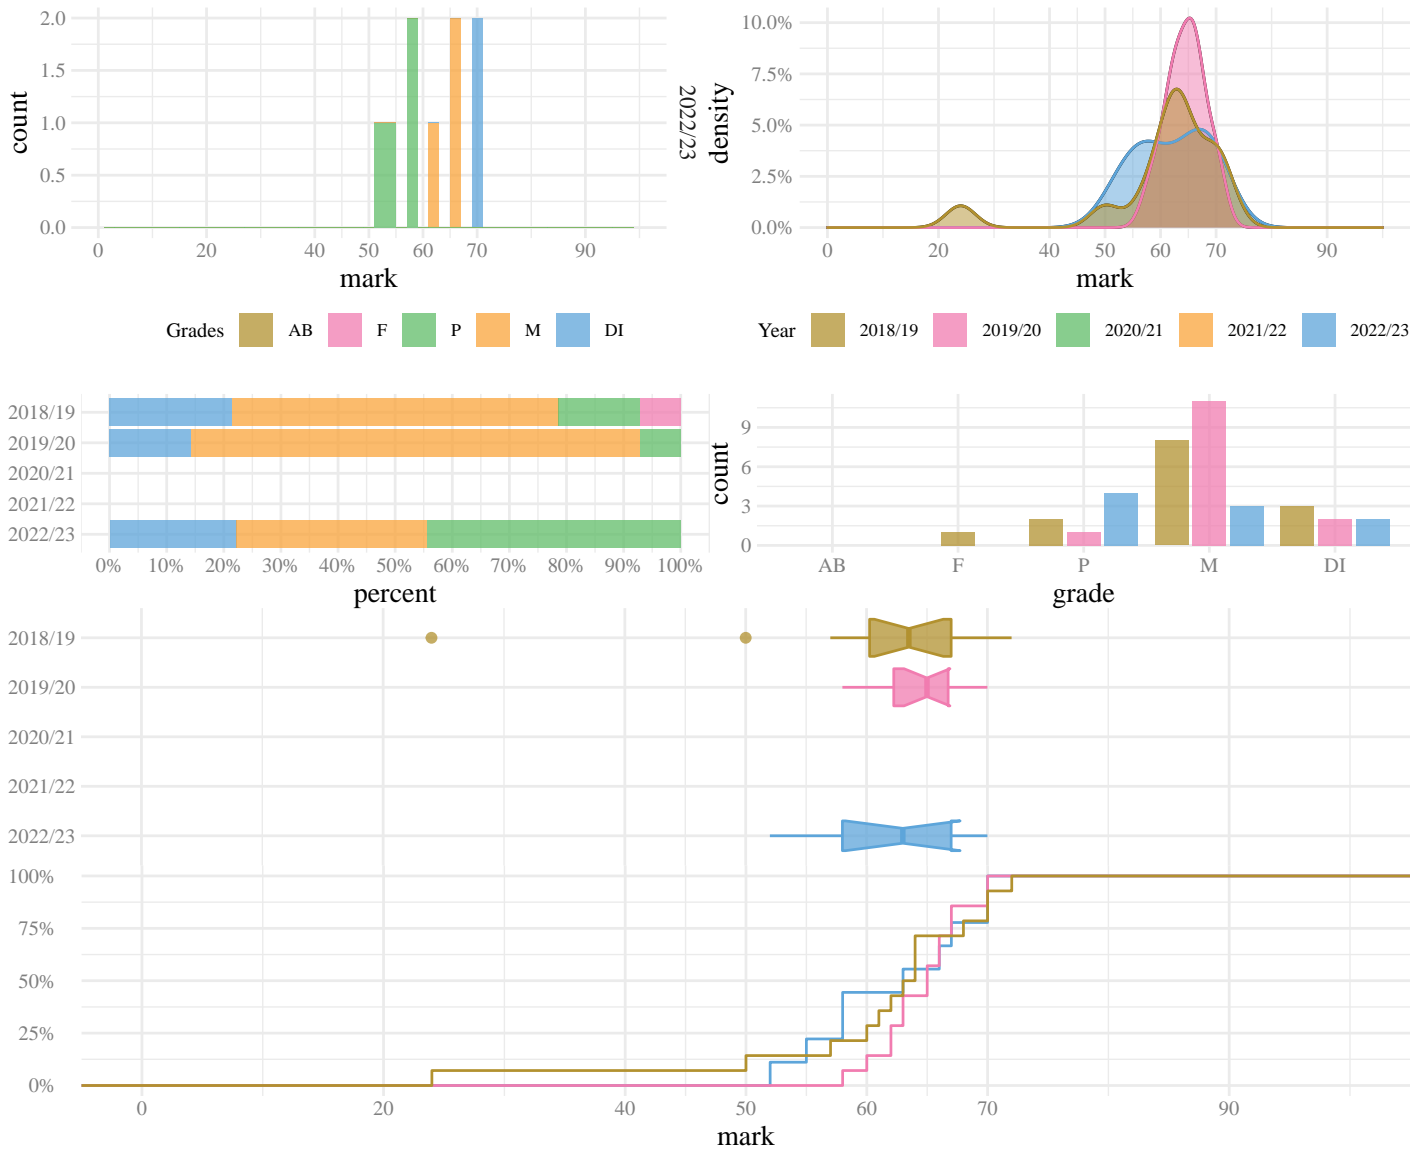 2.0
1.5
1.0
0.5
0.0
count
0 20 40 50 60 70 90
mark
2022/23
10.0%
7.5%
5.0%
2.5%
0.0%
density
0 20 40 50 60 70 90
mark
Grades AB F P M DI
Year 2018/19 2019/20 2020/21 2021/22 2022/23
2018/19
2019/20
2020/21
2021/22
2022/23
0% 10% 20% 30% 40% 50% 60% 70% 80% 90% 100%
percent
9
6
3
0
count
AB F P M DI
grade
2018/19
2019/20
2020/21
2021/22
2022/23
100%
75%
50%
25%
0%
0 20 40 50 60 70 90
mark